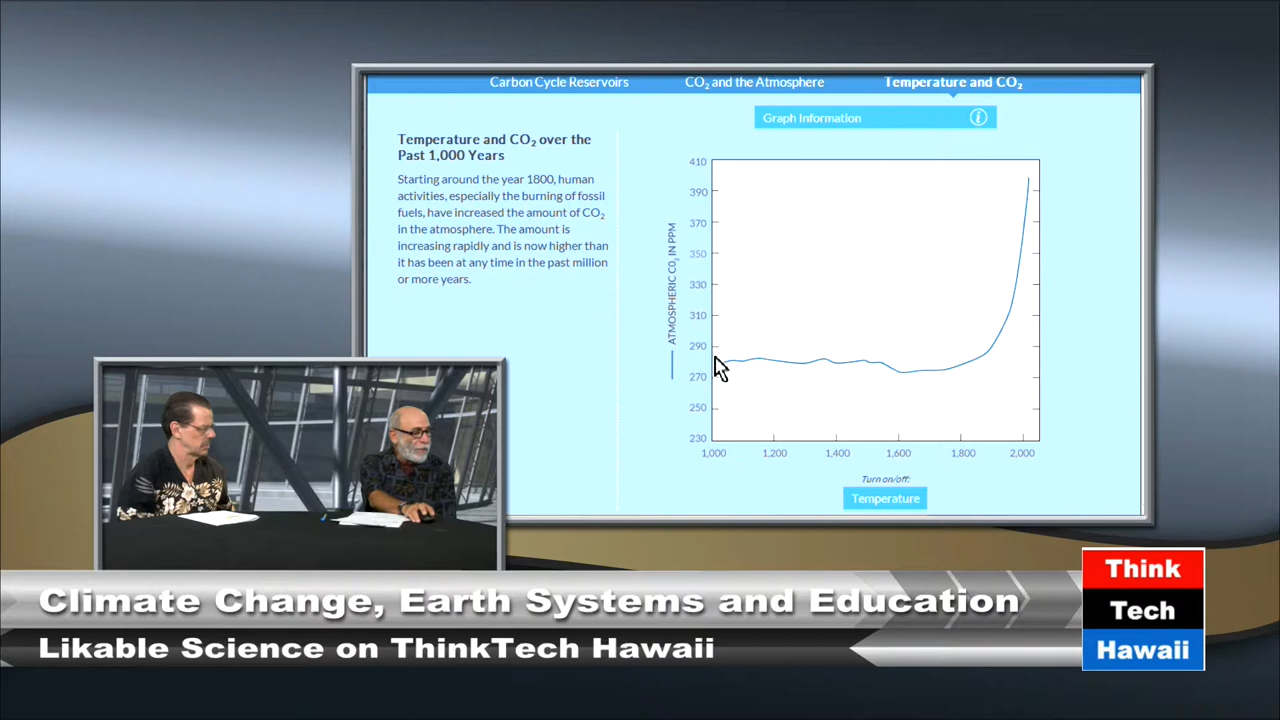 Carbon Cycle Reservoirs
CO₂ and the Atmosphere
Temperature and CO₂
Graph Information
i
Temperature and CO₂ over the
Past 1,000 Years
Starting around the year 1800, human
activities, especially the burning of fossil
fuels, have increased the amount of CO₂
in the atmosphere. The amount is
increasing rapidly and is now higher than
it has been at any time in the past million
or more years.
ATMOSPHERIC C0₂ IN PPM
410
390
370
350
330
310
290
270
250
230
1,000
1,200
1,400
1,600
1,800
2,000
Turn on/off:
Temperature
Climate Change, Earth Systems and Education
Likable Science on ThinkTech Hawaii
Think
Tech
Hawaii